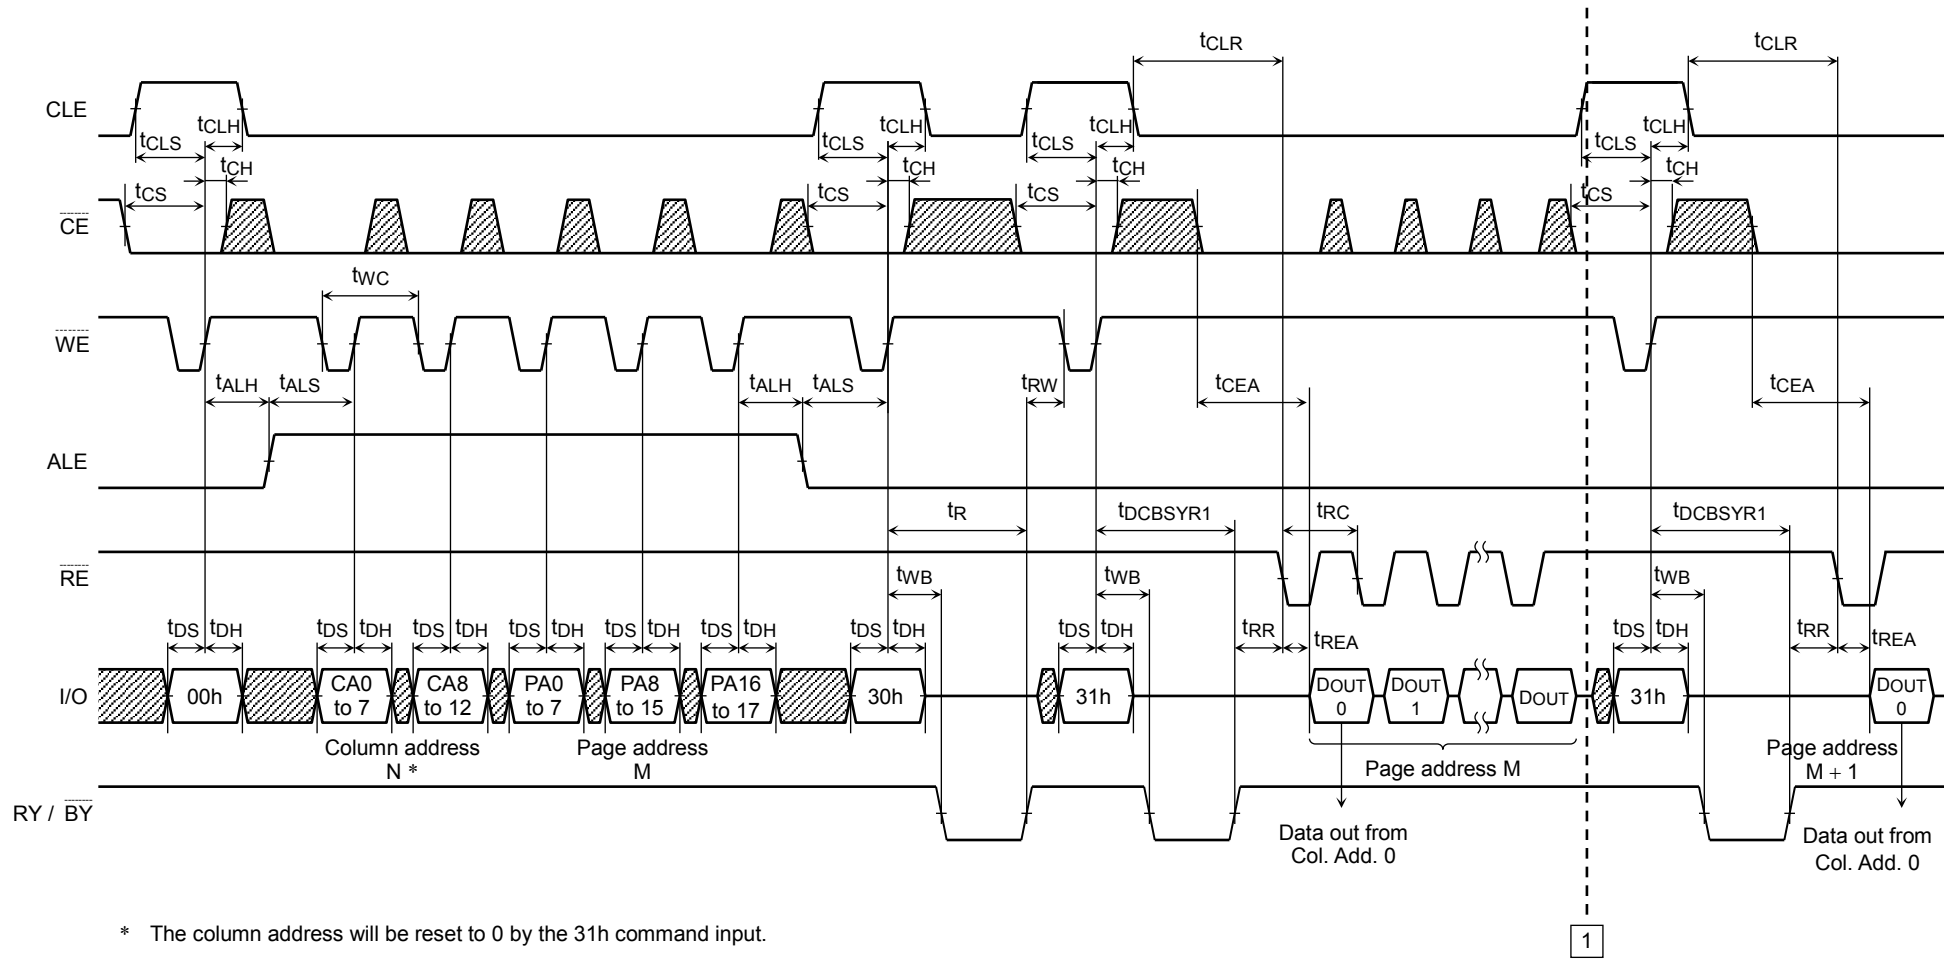 tCLR tCLR
CLE
tCLS tCLH tCLS tCLH tCLS tCLH tCLS tCLH
tCS tCH tCS tCH tCS tCH tCS tCH
CE
tWC
WE
tALH tALS tALH tALS tRW tCEA tCEA
ALE
tR tDCBSYR1 tRC tDCBSYR1
RE
tWB tWB tWB
tDS tDH tDS tDH tDS tDH tDS tDH tDS tDH tDS tDH tDS tDH tDS tDH tRR tREA tDS tDH tRR tREA
I/O
00h
CA0 to 7
CA8 to 12
PA0 to 7
PA8 to 15
PA16 to 17
30h
31h
DOUT 0
DOUT 1
DOUT
31h
DOUT 0
Column address
N *
Page address
M
Page address M
Page address
M + 1
RY / BY
Data out from
Col. Add. 0
Data out from
Col. Add. 0
* The column address will be reset to 0 by the 31h command input.
1